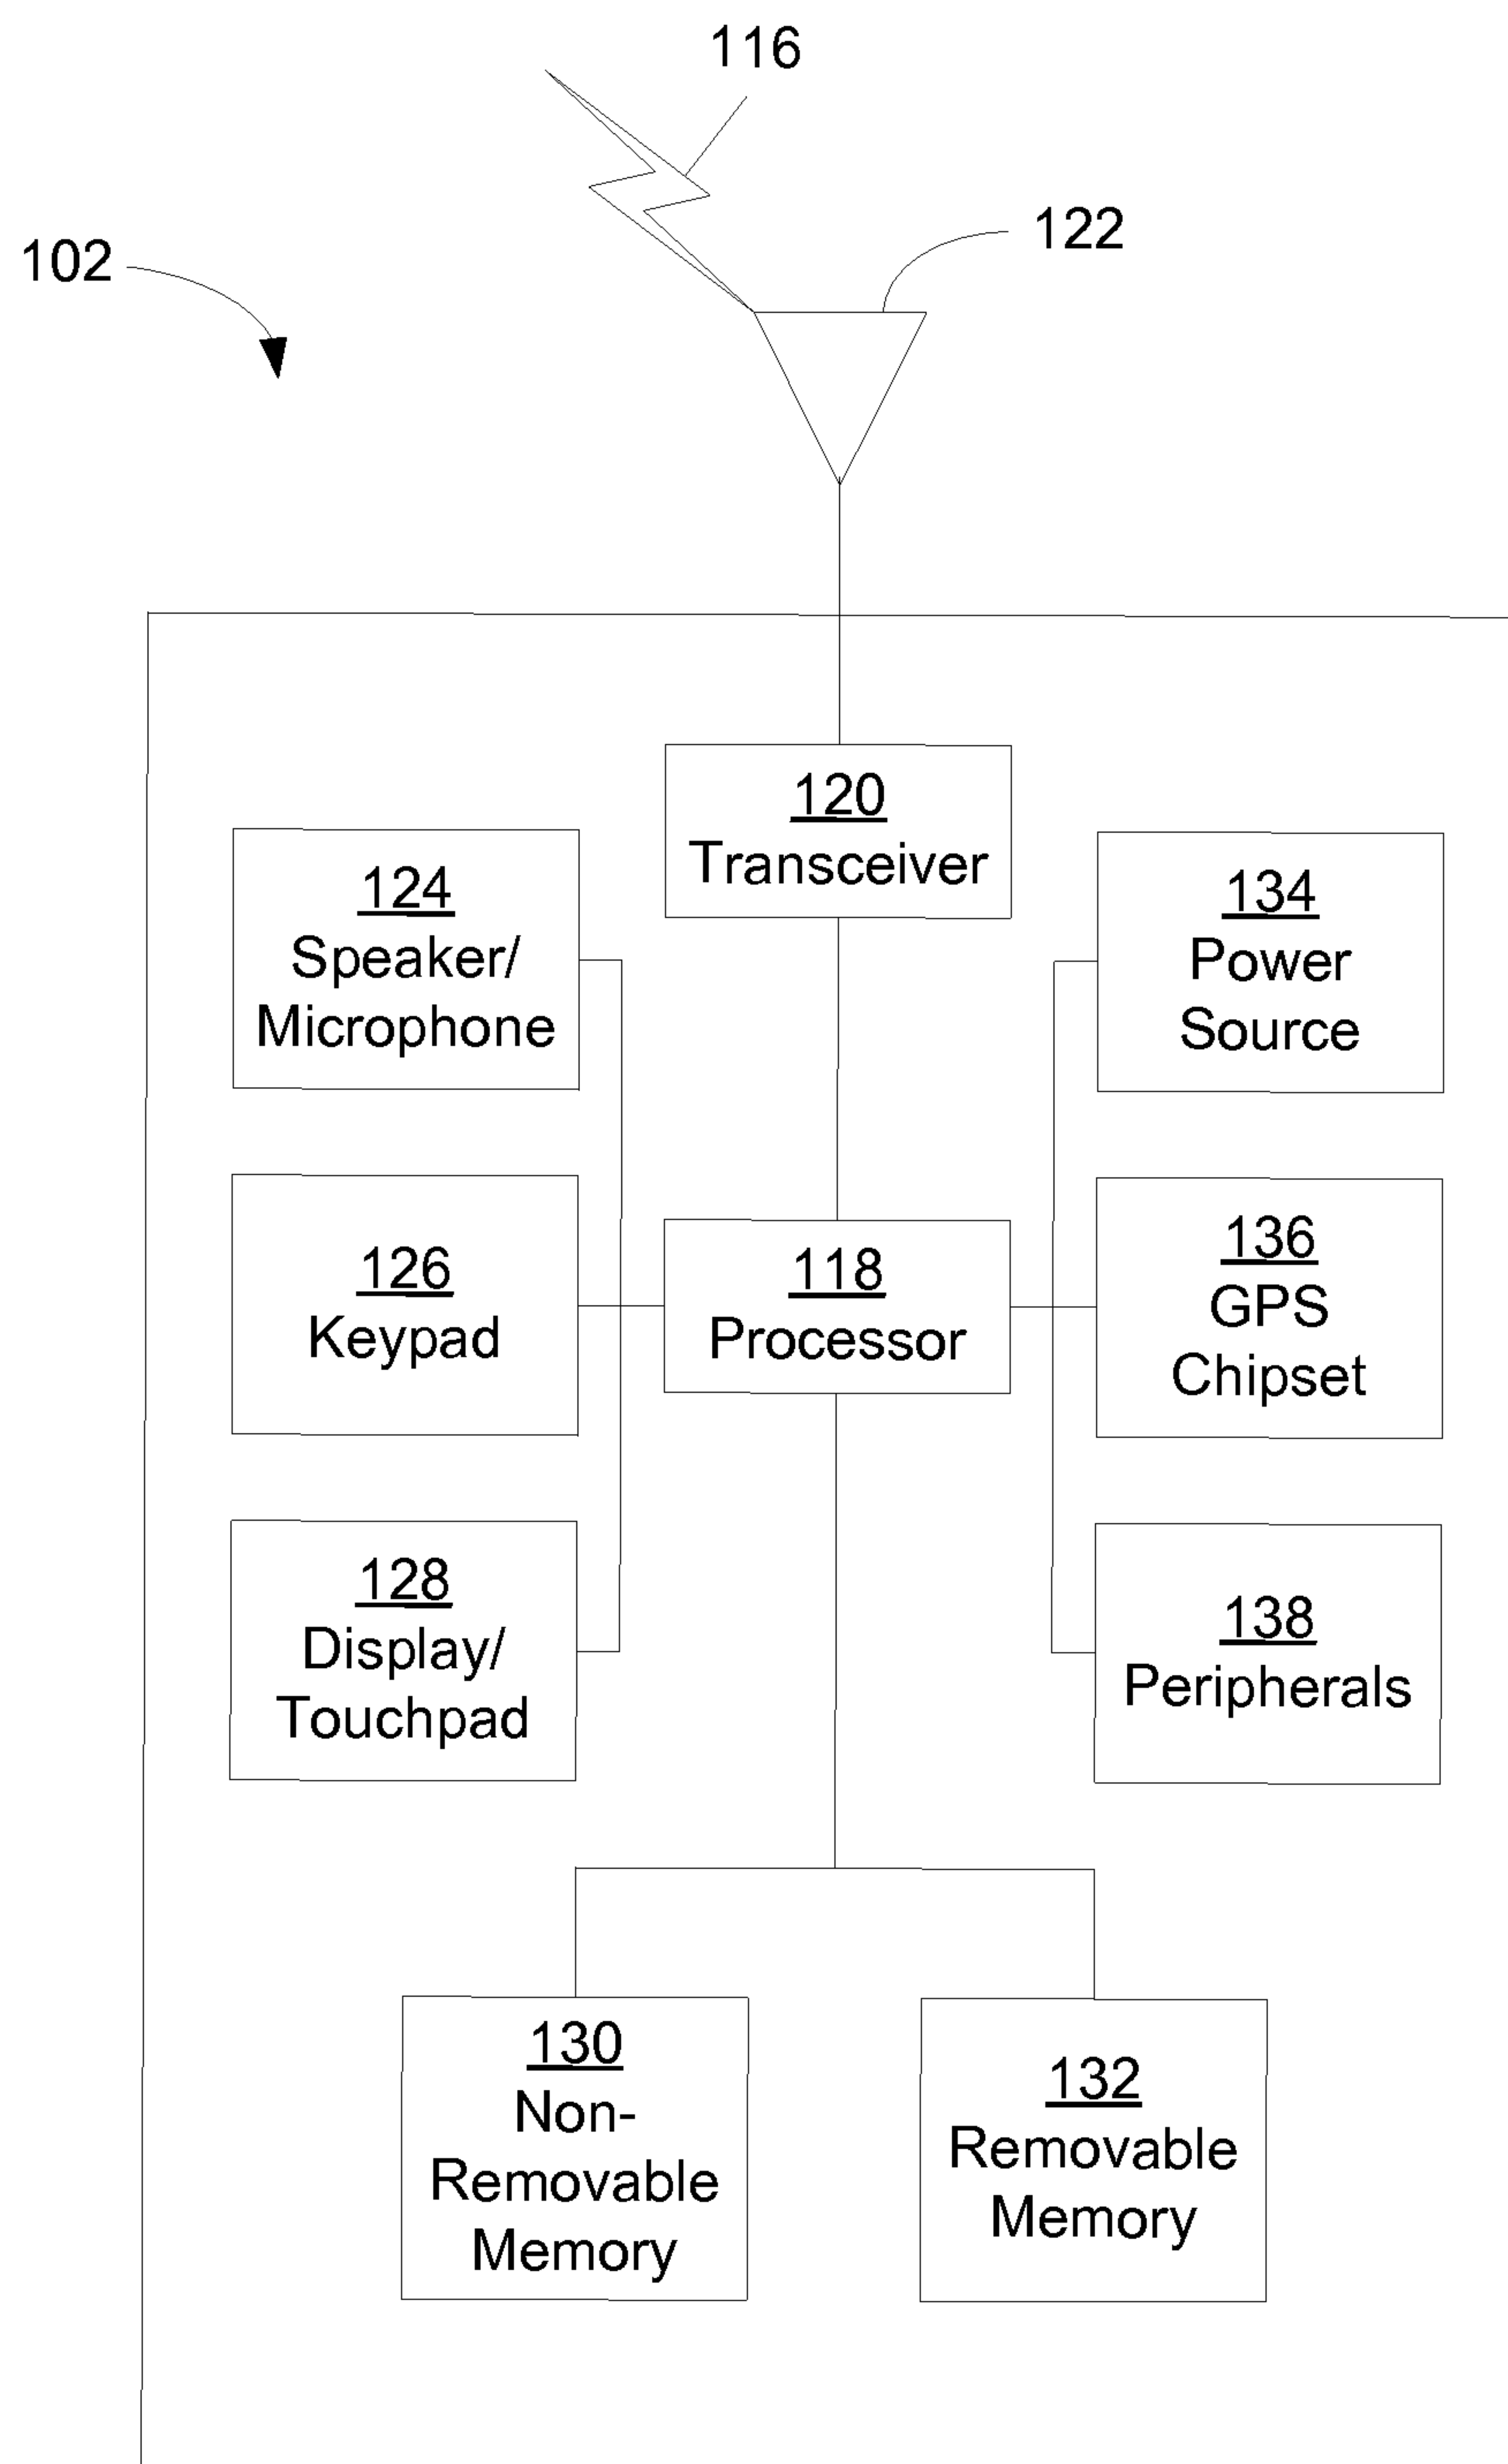 116
122
102
120
Transceiver
124
Speaker/
Microphone
134
Power
Source
126
Keypad
118
Processor
136
GPS
Chipset
128
Display/
Touchpad
138
Peripherals
130
Non-
Removable
Memory
132
Removable
Memory